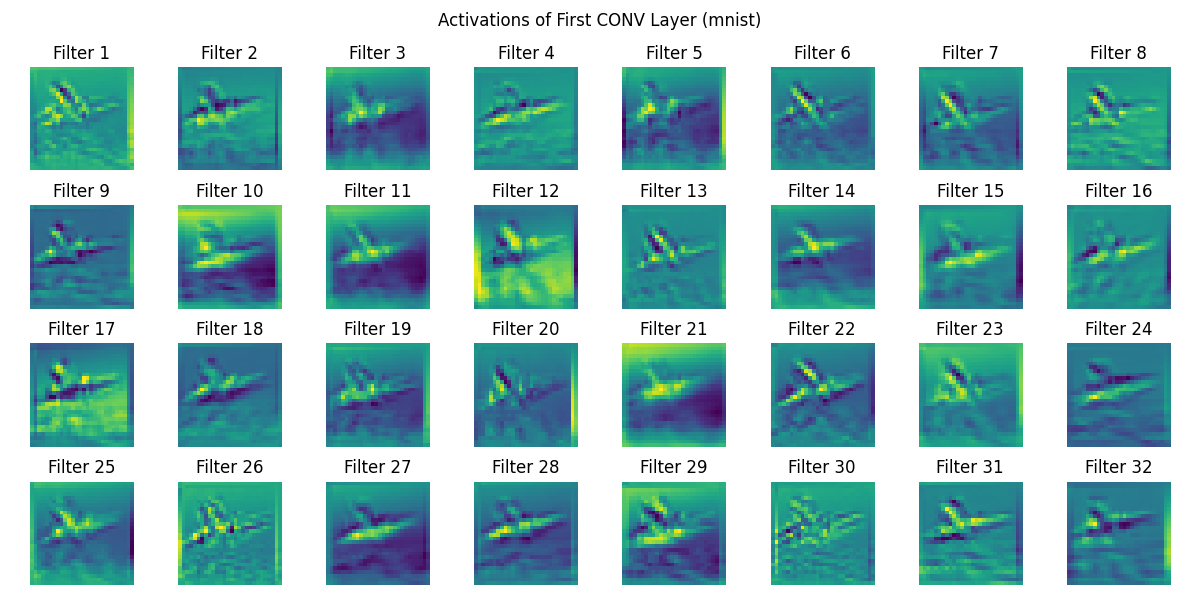 Activations of First CONV Layer (mnist)
Filter 1 Filter 2 Filter 3 Filter 4 Filter 5 Filter 6 Filter 7 Filter 8
Filter 9 Filter 10 Filter 11 Filter 12 Filter 13 Filter 14 Filter 15 Filter 16
Filter 17 Filter 18 Filter 19 Filter 20 Filter 21 Filter 22 Filter 23 Filter 24
Filter 25 Filter 26 Filter 27 Filter 28 Filter 29 Filter 30 Filter 31 Filter 32